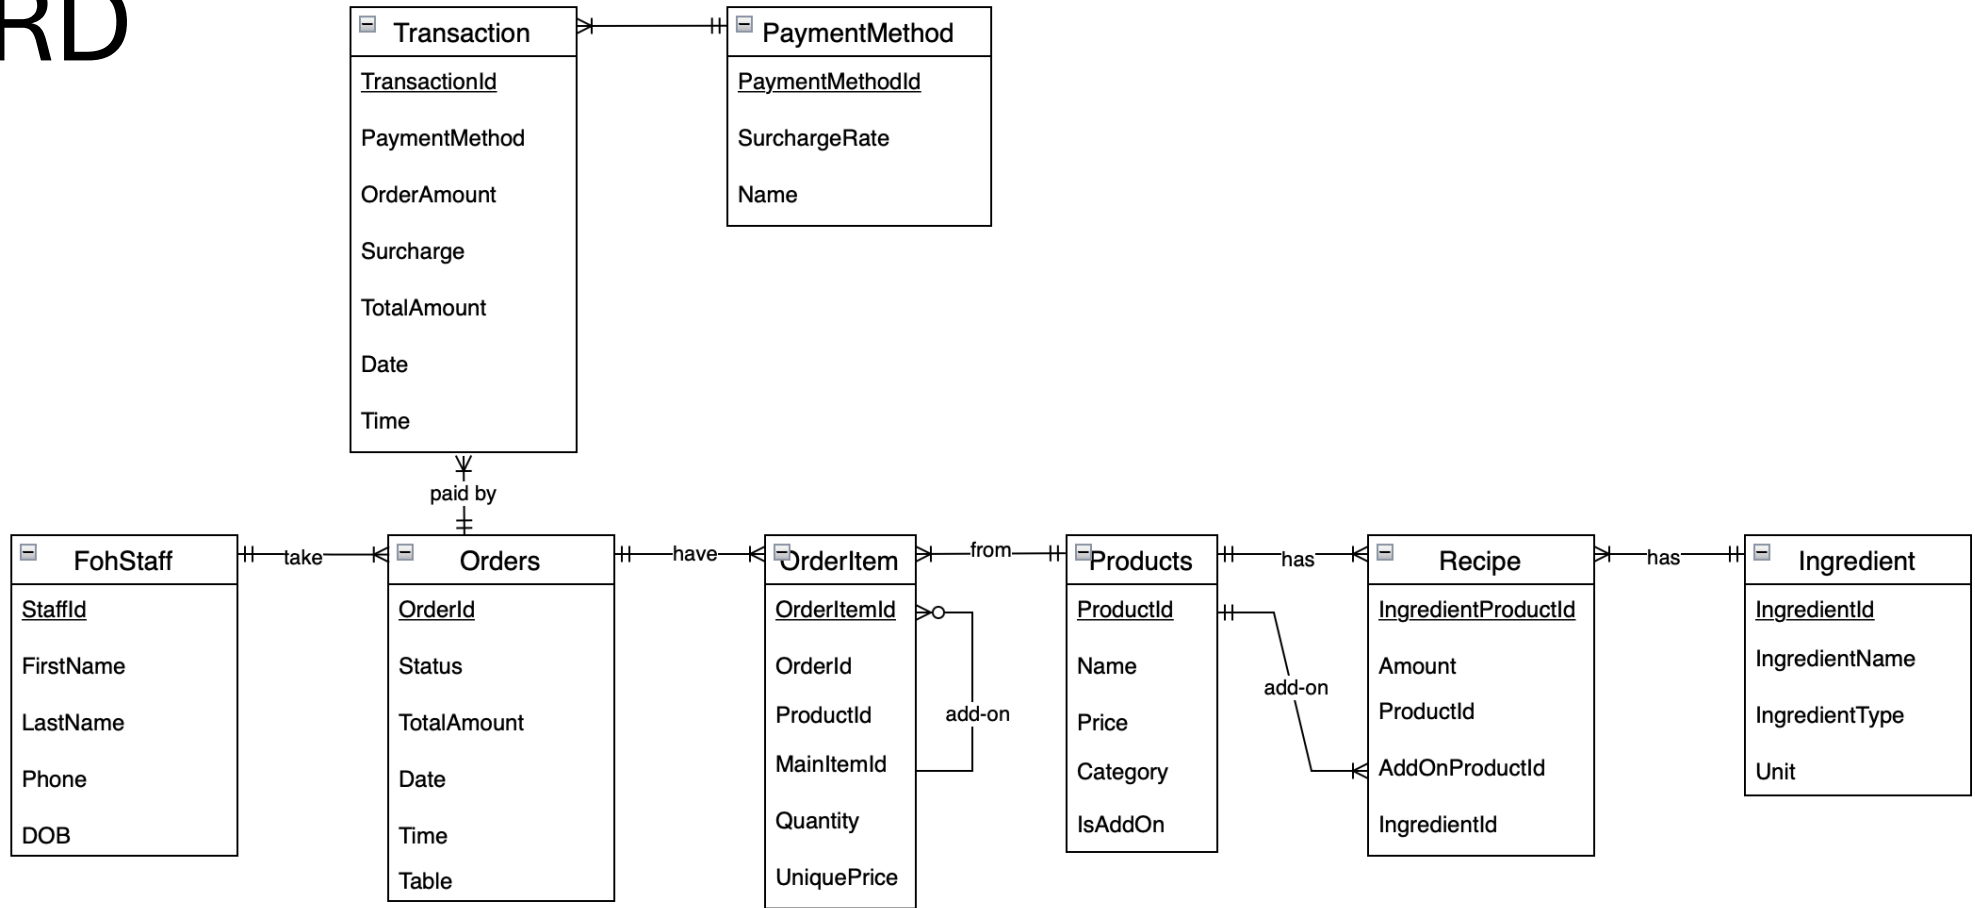 RD
Transaction
TransactionId
PaymentMethod
OrderAmount
Surcharge
TotalAmount
Date
Time
PaymentMethod
PaymentMethodId
SurchargeRate
Name
paid by
FohStaff
StaffId
FirstName
LastName
Phone
DOB
take
Orders
OrderId
Status
TotalAmount
Date
Time
Table
have
OrderItem
OrderItemId
OrderId
ProductId
MainItemId
Quantity
UniquePrice
add-on
from
Products
ProductId
Name
Price
Category
IsAddOn
has
add-on
Recipe
IngredientProductId
Amount
ProductId
AddOnProductId
IngredientId
has
Ingredient
IngredientId
IngredientName
IngredientType
Unit